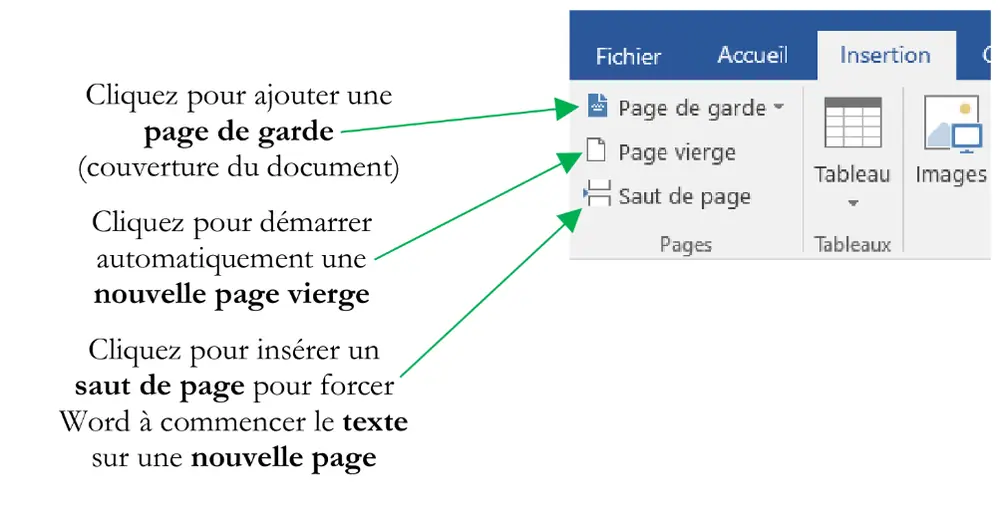 Cliquez pour ajouter une
page de garde
(couverture du document)
Cliquez pour démarrer
automatiquement une
nouvelle page vierge
Cliquez pour insérer un
saut de page pour forcer
Word à commencer le texte
sur une nouvelle page
Fichier Accueil Insertion
Page de garde
Page vierge
Saut de page
Pages
Tableau
Tableaux
Images